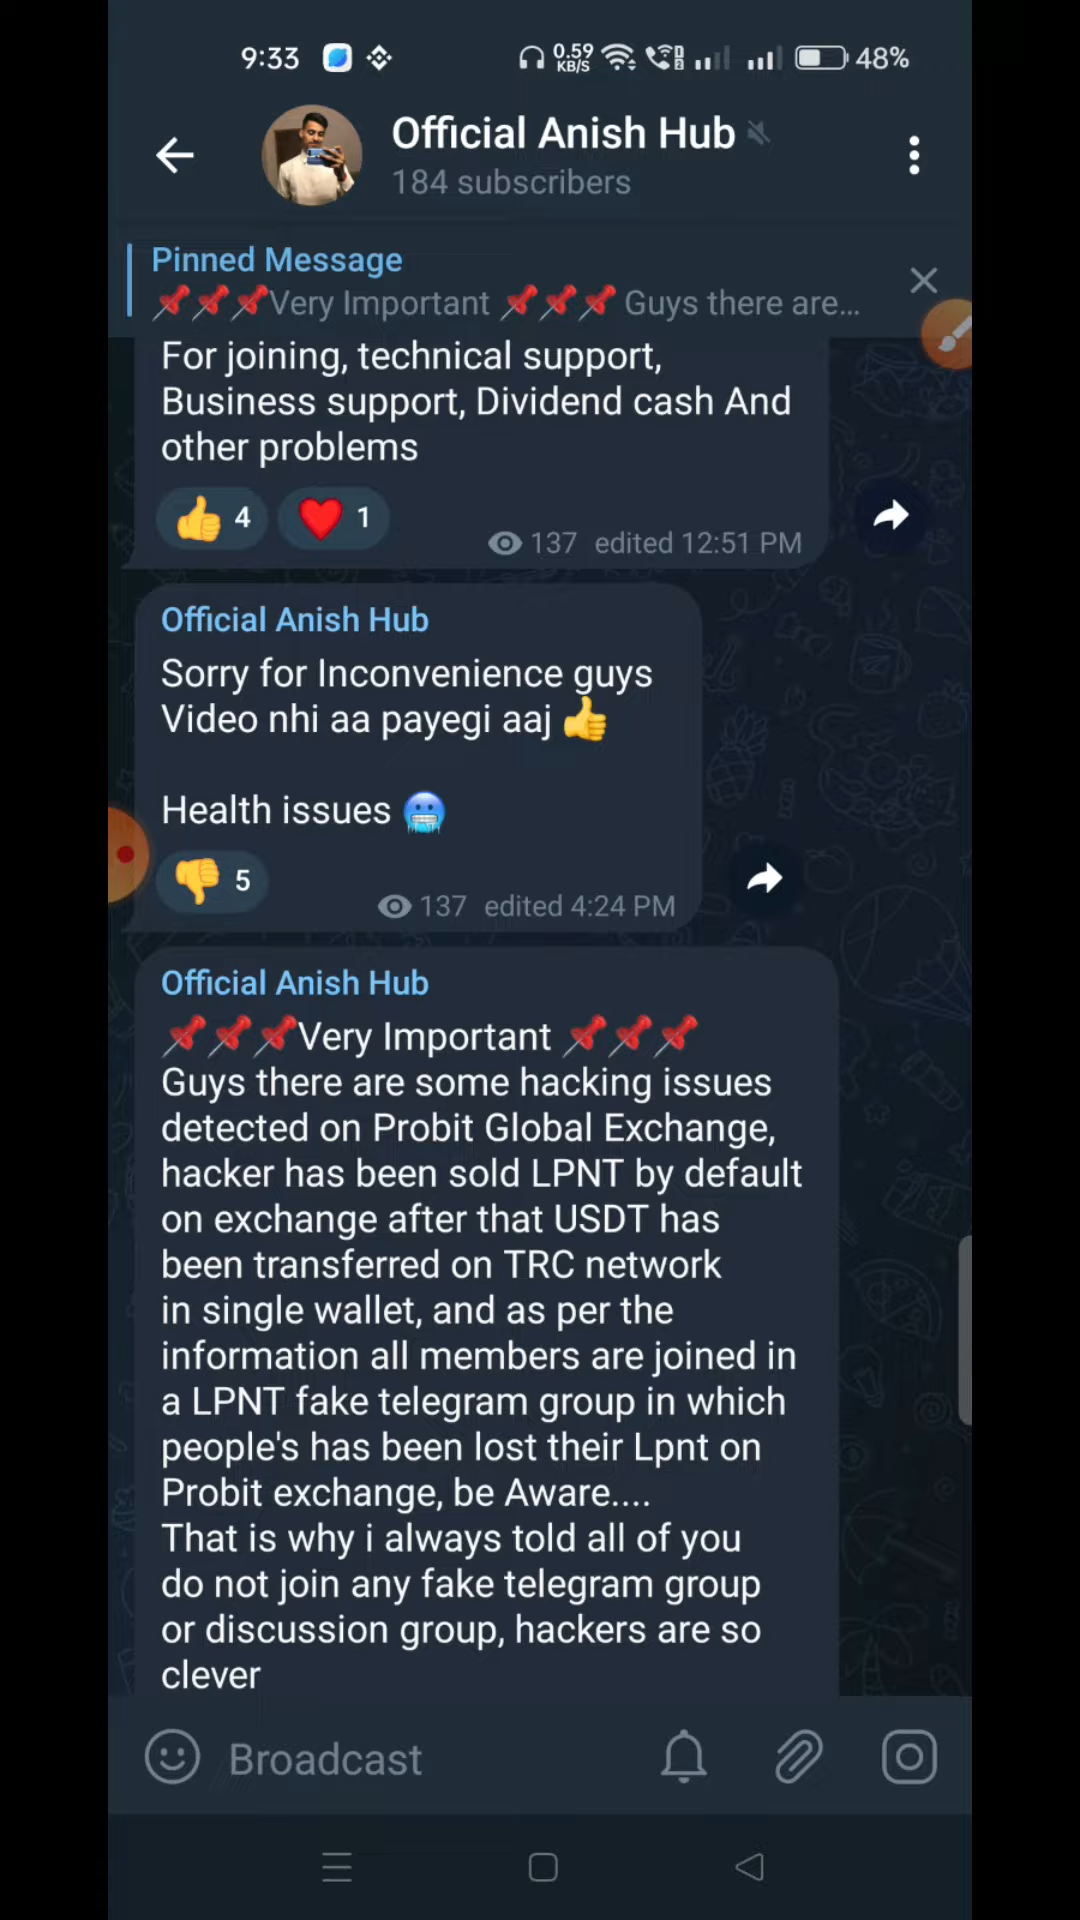 9:33 0.59 KB/S 48%
Official Anish Hub
184 subscribers
Pinned Message
📌📌📌Very Important 📌📌📌 Guys there are...
For joining, technical support,
Business support, Dividend cash And
other problems
👍 4 ❤️ 1
137 edited 12:51 PM
Official Anish Hub
Sorry for Inconvenience guys
Video nhi aa payegi aaj 👍
Health issues 🥶
👎 5
137 edited 4:24 PM
Official Anish Hub
📌📌📌Very Important 📌📌📌
Guys there are some hacking issues
detected on Probit Global Exchange,
hacker has been sold LPNT by default
on exchange after that USDT has
been transferred on TRC network
in single wallet, and as per the
information all members are joined in
a LPNT fake telegram group in which
people's has been lost their Lpnt on
Probit exchange, be Aware....
That is why i always told all of you
do not join any fake telegram group
or discussion group, hackers are so
clever
Broadcast